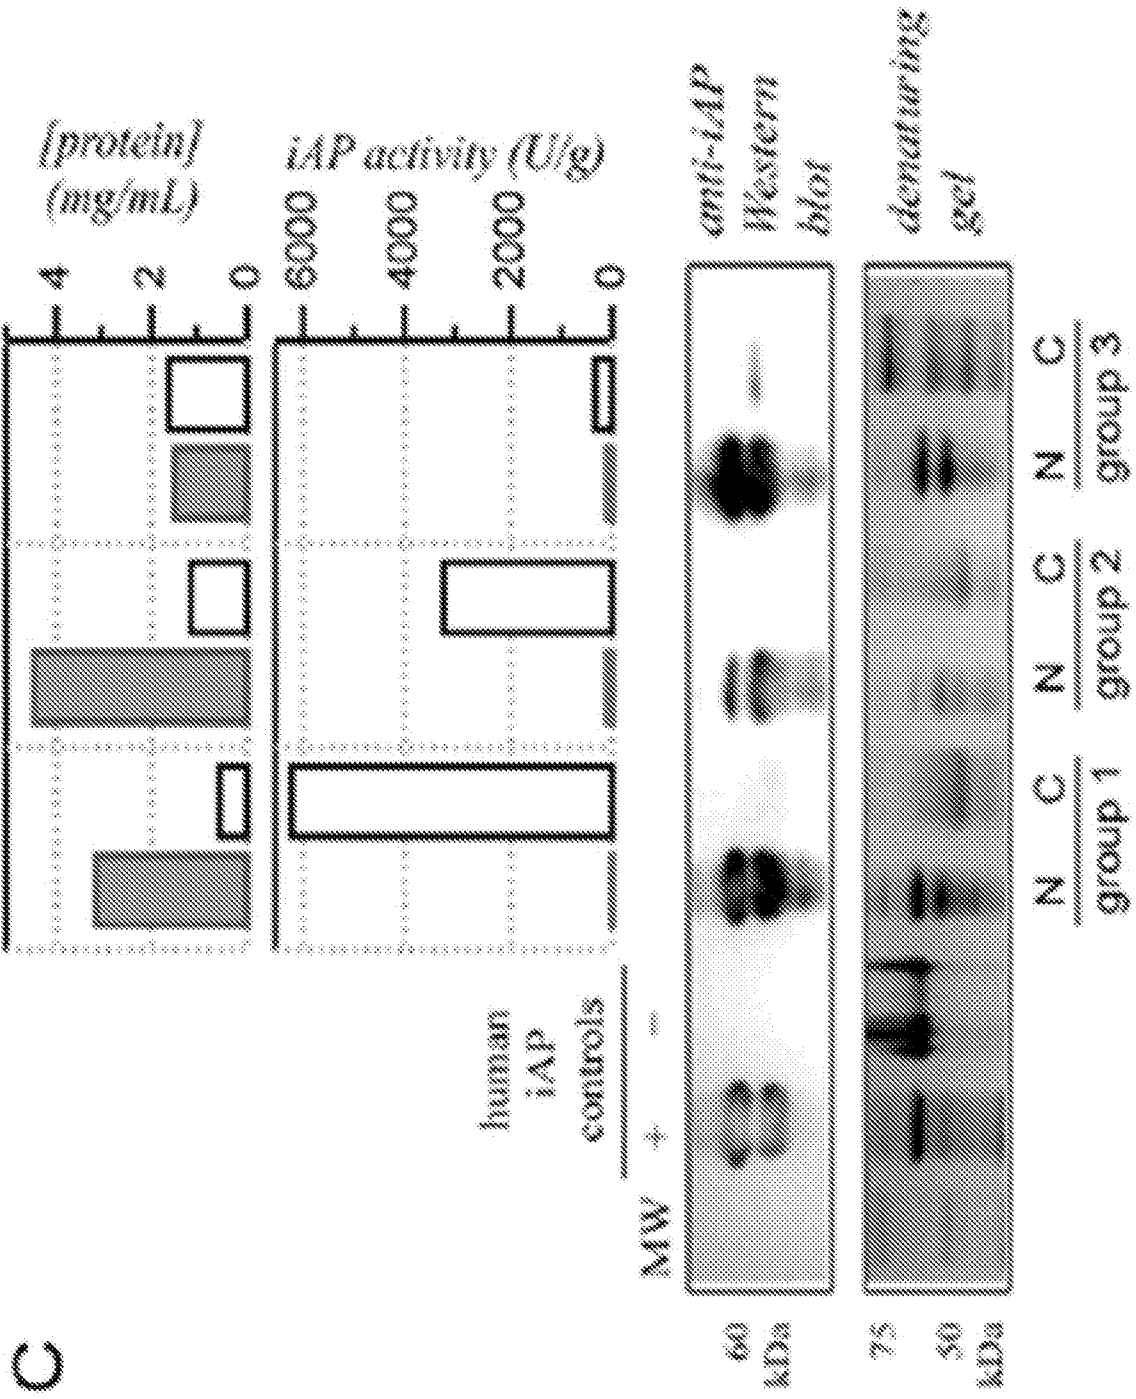 C
[protein]
(mg/mL)
4
2
0
iAP activity (U/g)
6000
4000
2000
0
human
iAP
controls
MW + -
60
kDa
anti-iAP
Western
blot
75
50
kDa
denaturing
gel
N C N C N C
group 1 group 2 group 3